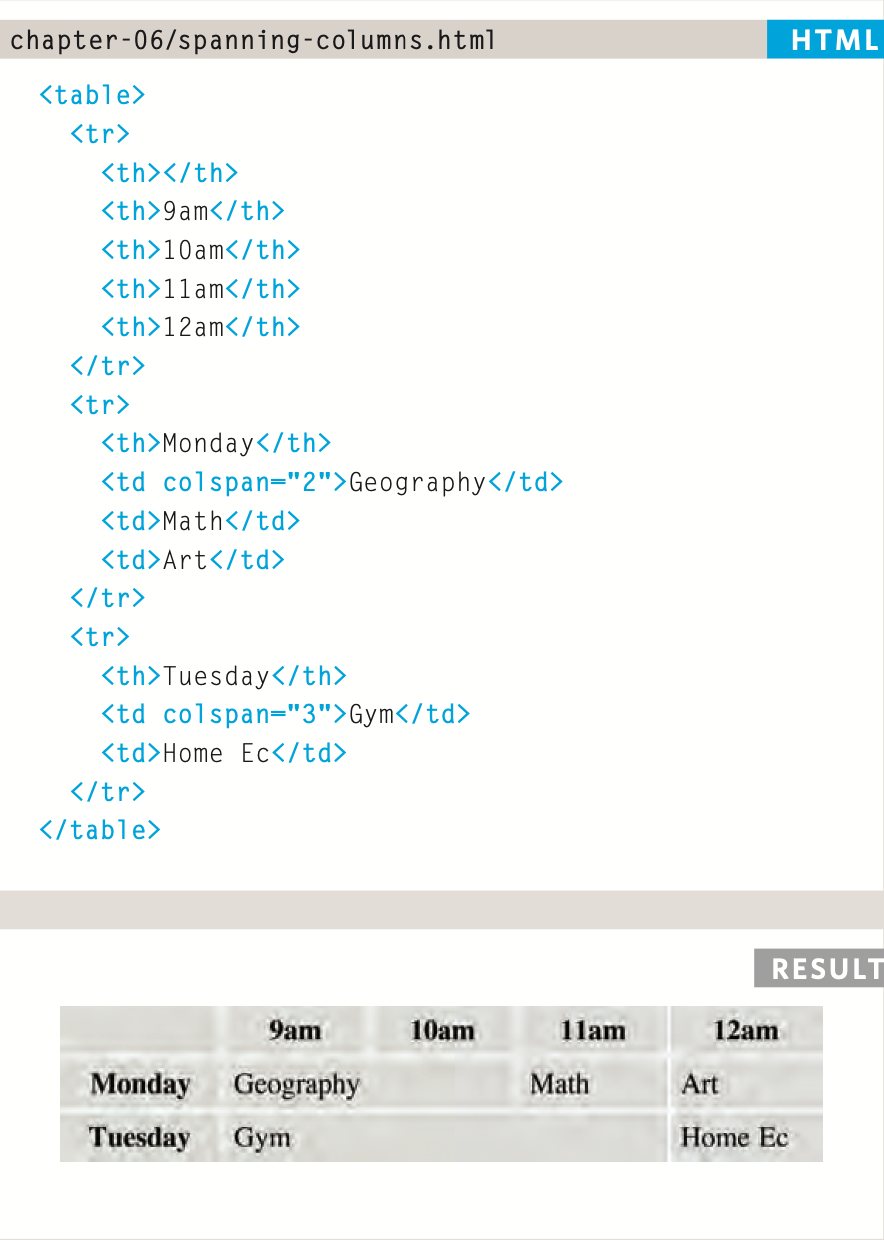 chapter-06/spanning-columns.html HTML
<table>
  <tr>
    <th></th>
    <th>9am</th>
    <th>10am</th>
    <th>11am</th>
    <th>12am</th>
  </tr>
  <tr>
    <th>Monday</th>
    <td colspan="2">Geography</td>
    <td>Math</td>
    <td>Art</td>
  </tr>
  <tr>
    <th>Tuesday</th>
    <td colspan="3">Gym</td>
    <td>Home Ec</td>
  </tr>
</table>
RESULT
9am 10am 11am 12am
Monday Geography Math Art
Tuesday Gym Home Ec